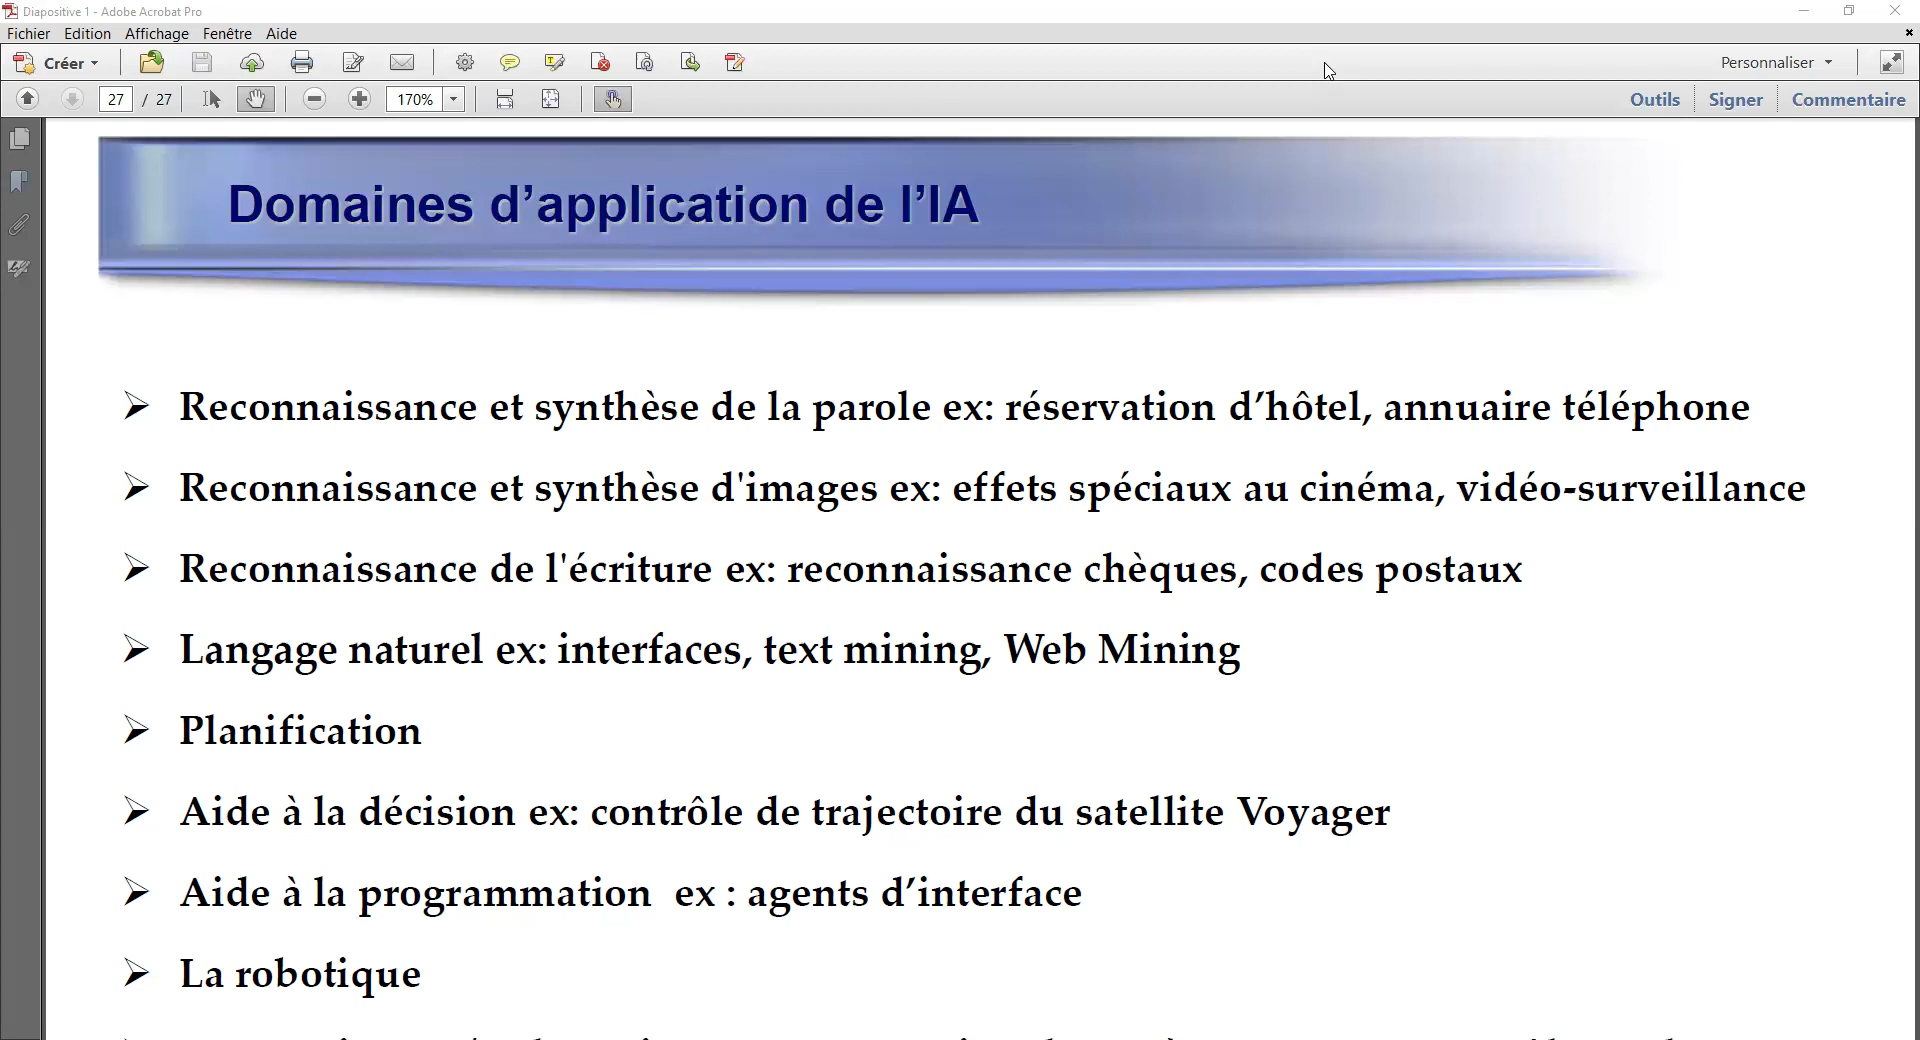 Diapositive 1 - Adobe Acrobat Pro
Fichier Edition Affichage Fenêtre Aide
Créer Personnaliser
27 / 27 170% Outils Signer Commentaire
Domaines d’application de l’IA
Reconnaissance et synthèse de la parole ex: réservation d’hôtel, annuaire téléphone
Reconnaissance et synthèse d'images ex: effets spéciaux au cinéma, vidéo-surveillance
Reconnaissance de l'écriture ex: reconnaissance chèques, codes postaux
Langage naturel ex: interfaces, text mining, Web Mining
Planification
Aide à la décision ex: contrôle de trajectoire du satellite Voyager
Aide à la programmation ex : agents d’interface
La robotique